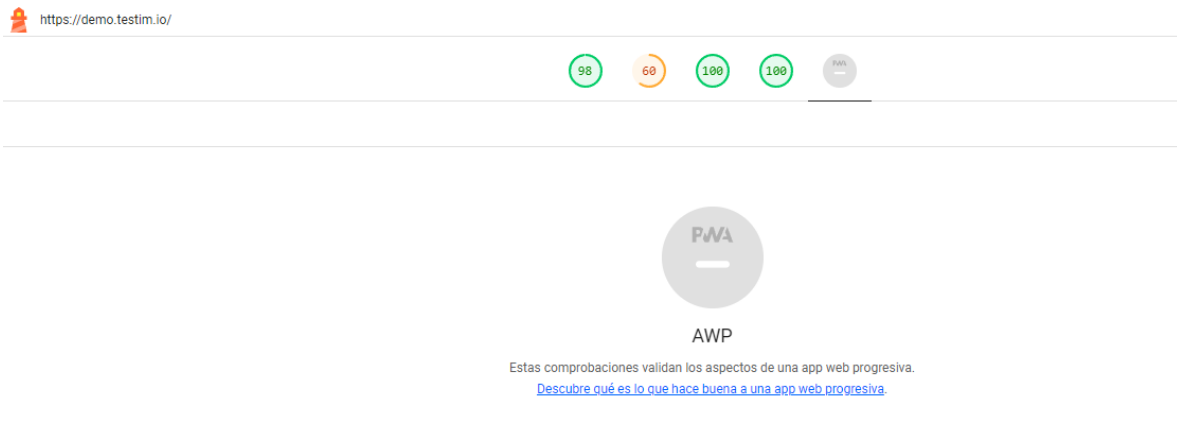 https://demo.testim.io/
98 60 100 100 PWA
PWA
AWP
Estas comprobaciones validan los aspectos de una app web progresiva.
Descubre qué es lo que hace buena a una app web progresiva.